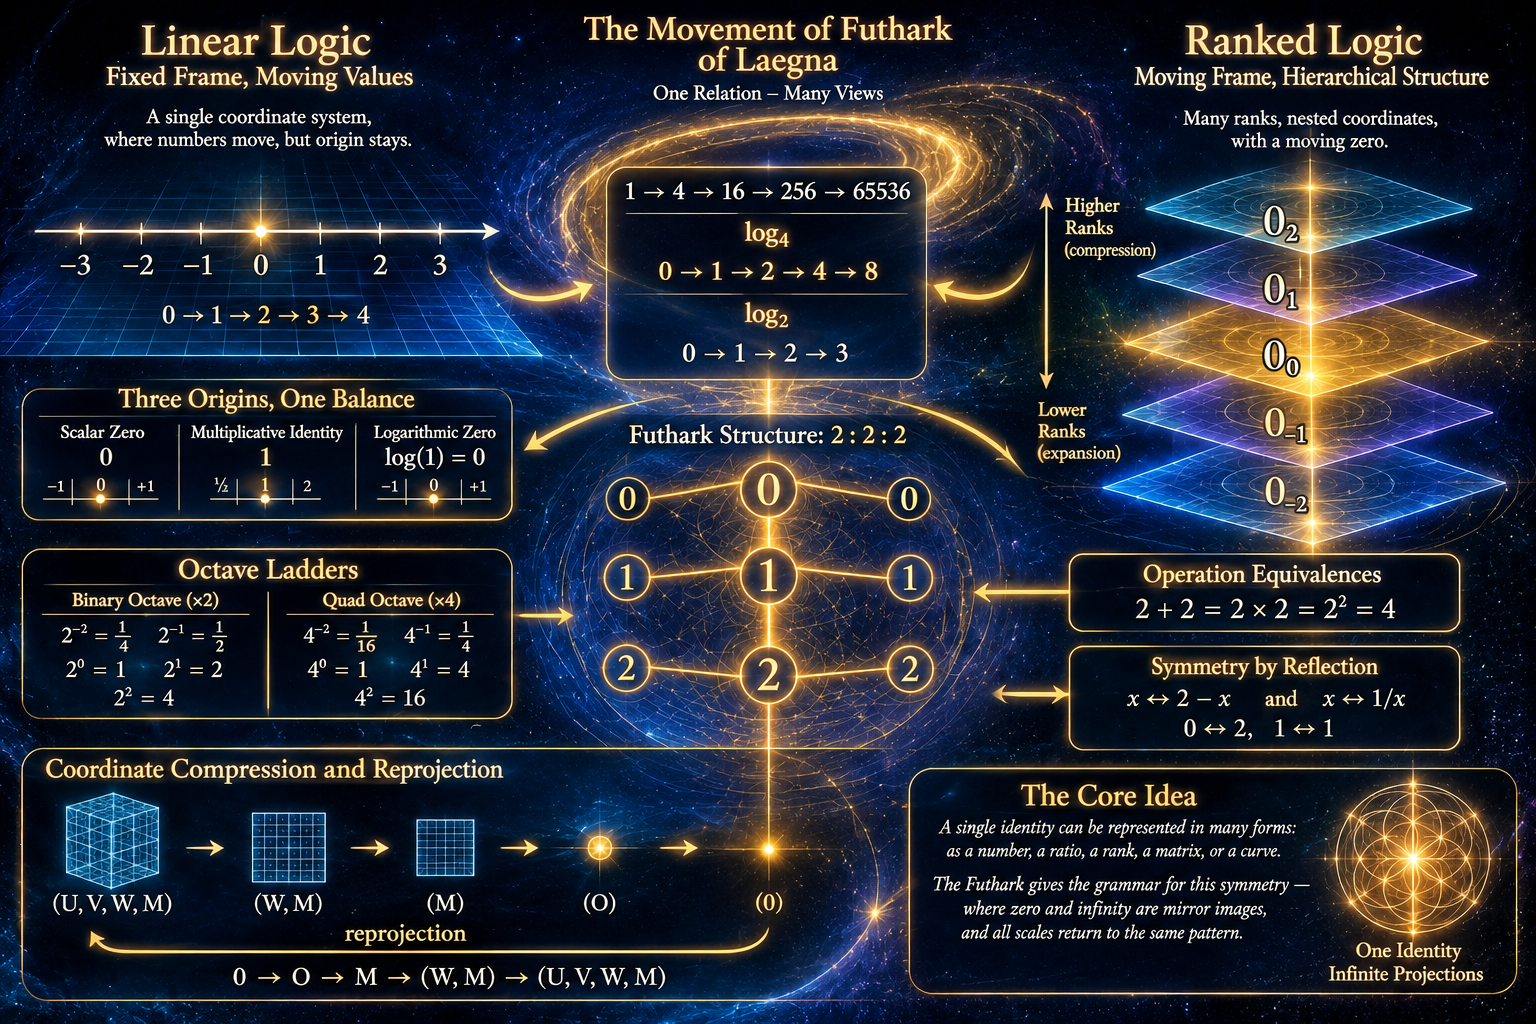 Linear Logic
Fixed Frame, Moving Values
A single coordinate system,
where numbers move, but origin stays.
−3 −2 −1 0 1 2 3
0 → 1 → 2 → 3 → 4
The Movement of Futhark
of Laegna
One Relation – Many Views
1 → 4 → 16 → 256 → 65536
log₄
0 → 1 → 2 → 4 → 8
log₂
0 → 1 → 2 → 3
Ranked Logic
Moving Frame, Hierarchical Structure
Many ranks, nested coordinates,
with a moving zero.
Higher
Ranks
(compression)
Lower
Ranks
(expansion)
0₂
0₁
0₀
0₋₁
0₋₂
Three Origins, One Balance
Scalar Zero Multiplicative Identity Logarithmic Zero
0 1 log(1) = 0
−1 0 +1 ½ 1 2 −1 0 +1
Futhark Structure: 2 : 2 : 2
0 0 0
1 1 1
2 2 2
Octave Ladders
Binary Octave (×2) Quad Octave (×4)
2⁻² = 1/4 2⁻¹ = 1/2 4⁻² = 1/16 4⁻¹ = 1/4
2⁰ = 1 2¹ = 2 4⁰ = 1 4¹ = 4
2² = 4 4² = 16
Operation Equivalences
2 + 2 = 2 × 2 = 2² = 4
Symmetry by Reflection
x ↔ 2 − x and x ↔ 1/x
0 ↔ 2, 1 ↔ 1
Coordinate Compression and Reprojection
(U, V, W, M) (W, M) (M) (O) (0)
reprojection
0 → O → M → (W, M) → (U, V, W, M)
The Core Idea
A single identity can be represented in many forms:
as a number, a ratio, a rank, a matrix, or a curve.
The Futhark gives the grammar for this symmetry —
where zero and infinity are mirror images,
and all scales return to the same pattern.
One Identity
Infinite Projections